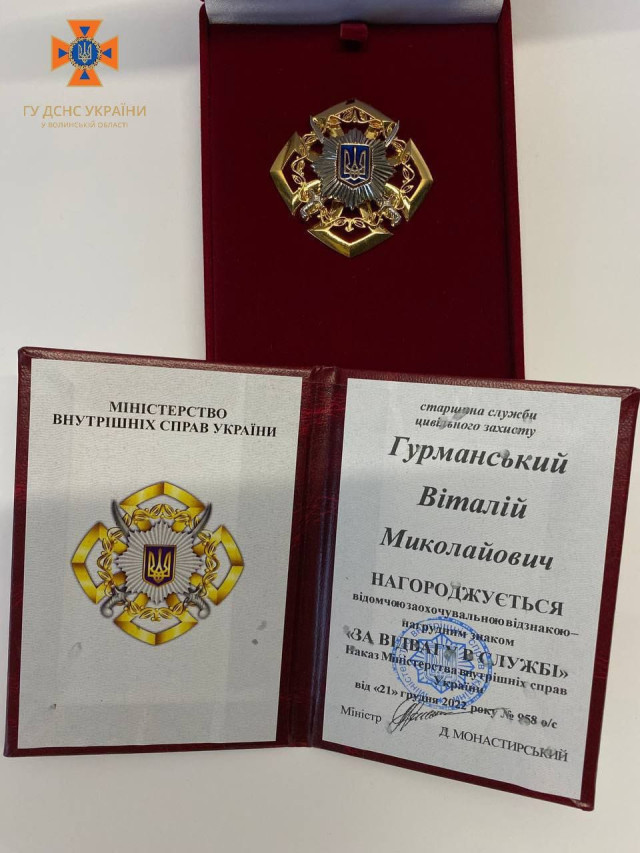 ГУ ДСНС УКРАЇНИ
У ВОЛИНСЬКІЙ ОБЛАСТІ
МІНІСТЕРСТВО
ВНУТРІШНІХ СПРАВ УКРАЇНИ
старшина служби
цивільного захисту
Гурманський
Віталій
Миколайович
НАГОРОДЖУЄТЬСЯ
відомчою заохочувальною відзнакою –
нагрудним знаком
«ЗА ВІДВАГУ В СЛУЖБІ»
Наказ Міністерства внутрішніх справ
України
від «21» грудня 2022 року № 958 о/с
Міністр
Д. МОНАСТИРСЬКИЙ